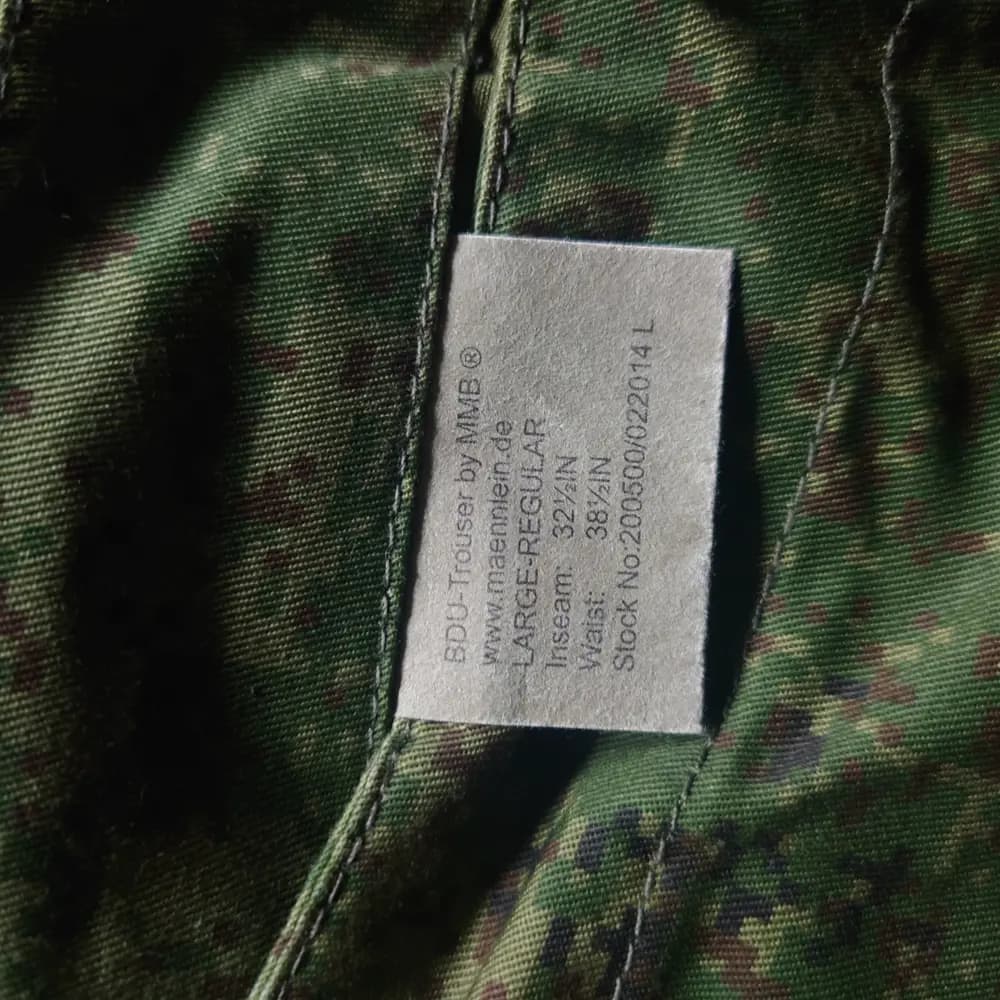 BDU-Trouser by MMB ®
www.maennlein.de
LARGE-REGULAR
Inseam: 32½IN
Waist: 38½IN
Stock No:200500/022014 L